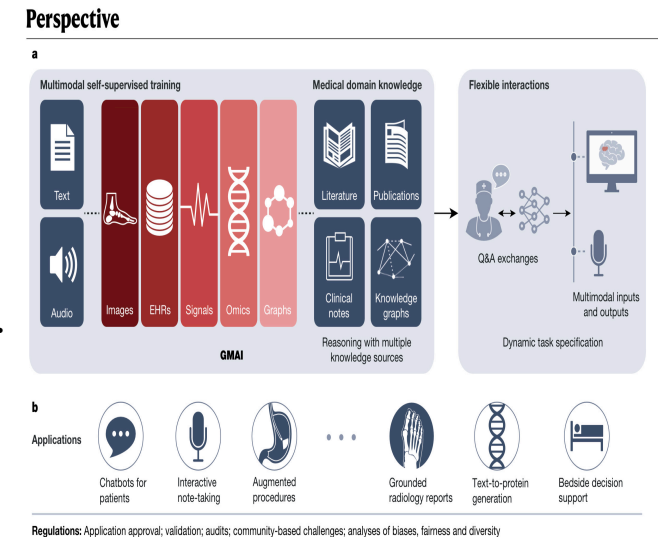 Perspective
a
Multimodal self-supervised training
Medical domain knowledge
Flexible interactions
Text
Audio
Images
EHRs
Signals
Omics
Graphs
Literature
Publications
Clinical
notes
Knowledge
graphs
GMAI
Reasoning with multiple
knowledge sources
Q&A exchanges
Multimodal inputs
and outputs
Dynamic task specification
b
Applications
Chatbots for
patients
Interactive
note-taking
Augmented
procedures
Grounded
radiology reports
Text-to-protein
generation
Bedside decision
support
Regulations: Application approval; validation; audits; community-based challenges; analyses of biases, fairness and diversity